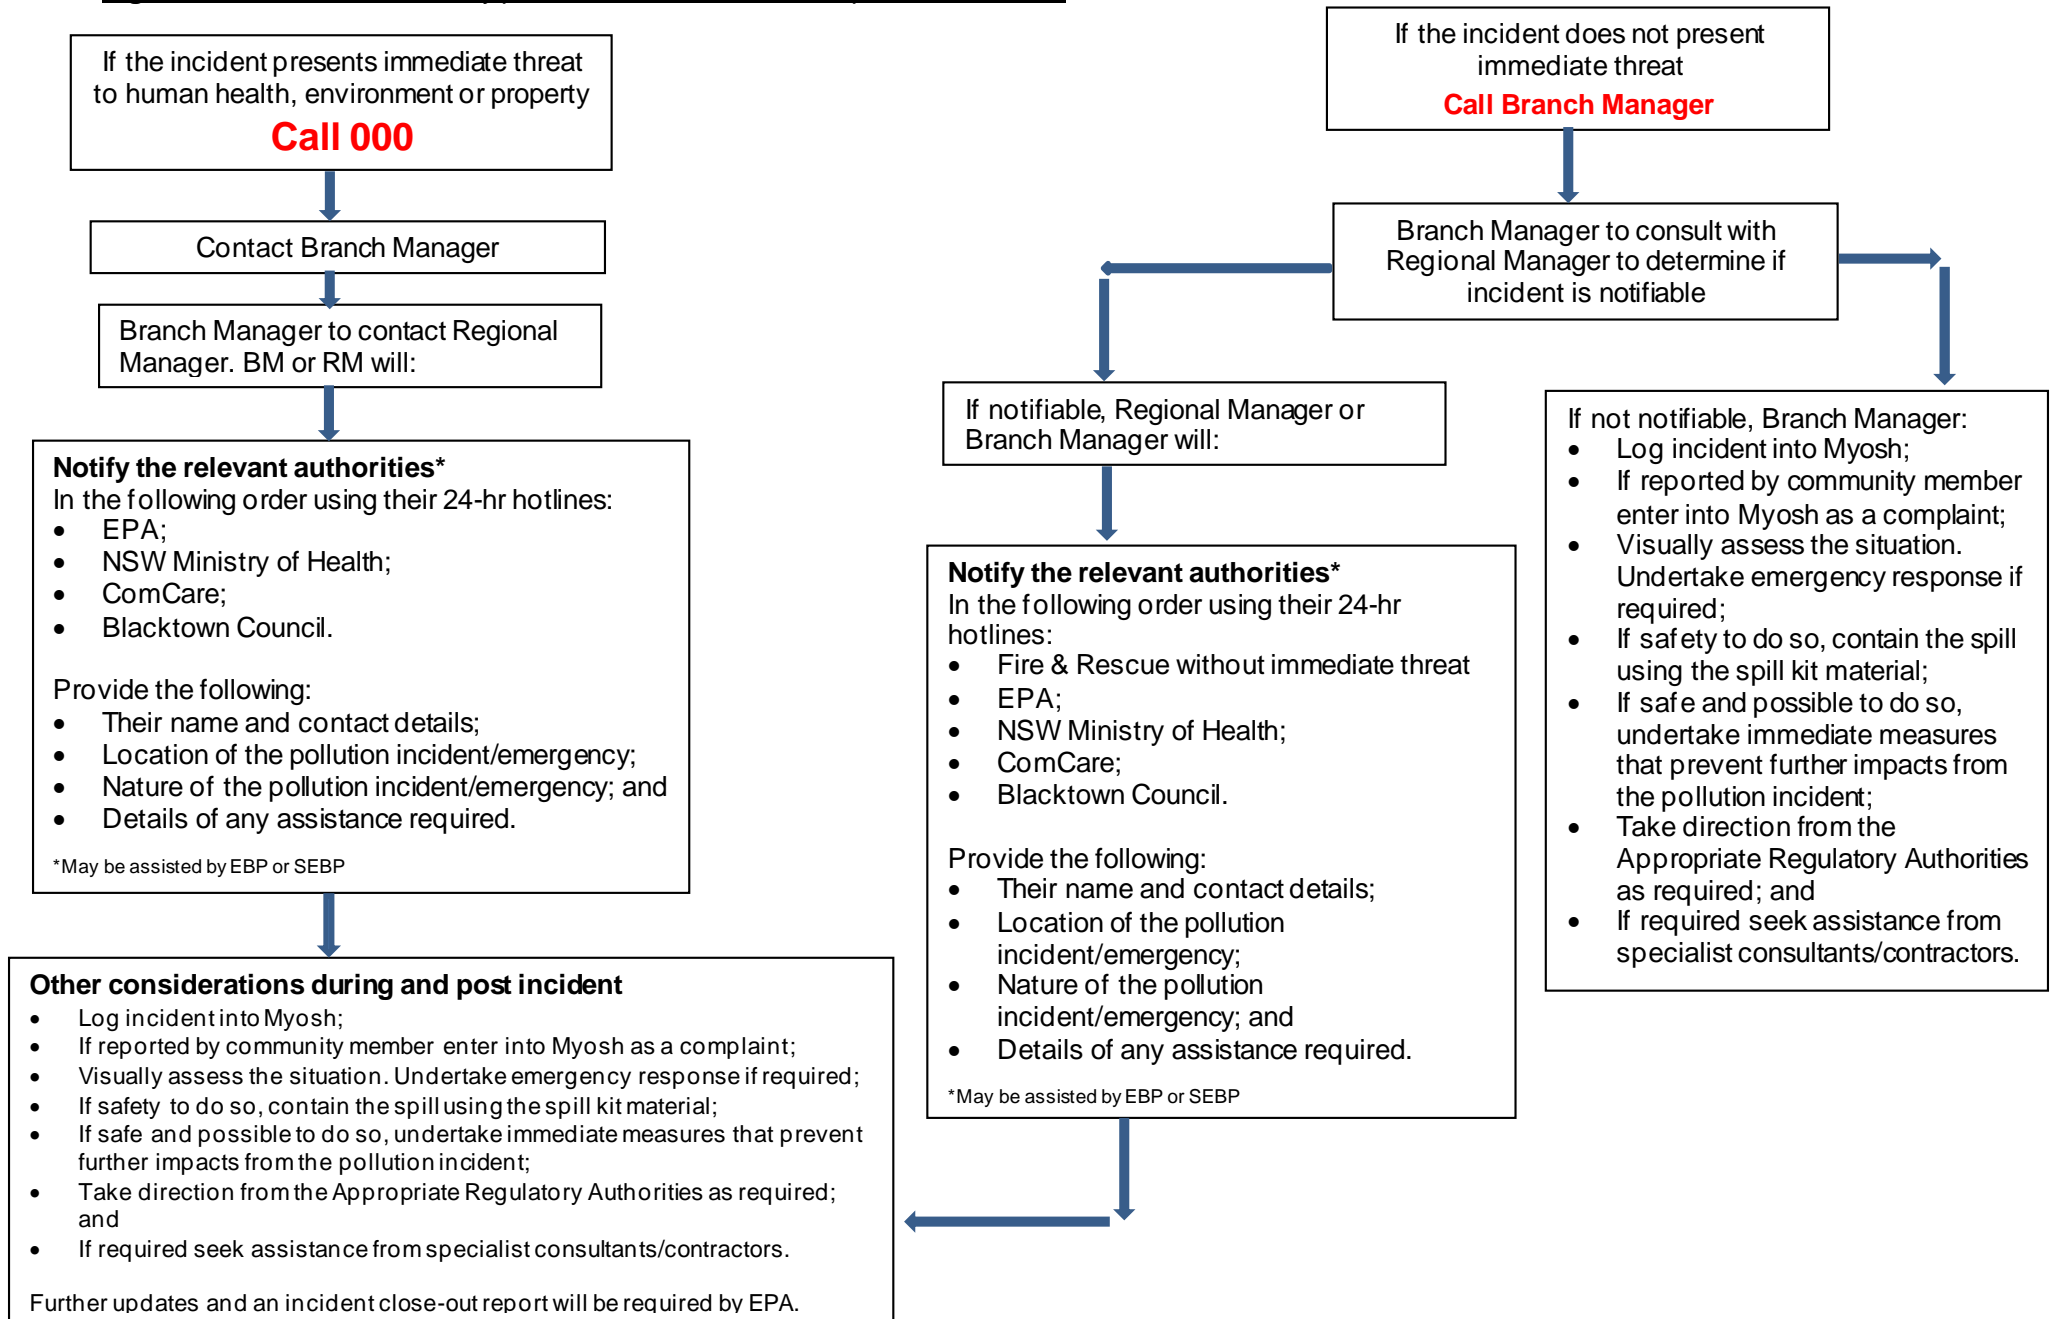 If the incident presents immediate threat
to human health, environment or property
Call 000
Contact Branch Manager
Branch Manager to contact Regional
Manager. BM or RM will:
Notify the relevant authorities*
In the following order using their 24-hr hotlines:
• EPA;
• NSW Ministry of Health;
• ComCare;
• Blacktown Council.
Provide the following:
• Their name and contact details;
• Location of the pollution incident/emergency;
• Nature of the pollution incident/emergency; and
• Details of any assistance required.
*May be assisted by EBP or SEBP
Other considerations during and post incident
• Log incident into Myosh;
• If reported by community member enter into Myosh as a complaint;
• Visually assess the situation. Undertake emergency response if required;
• If safety to do so, contain the spill using the spill kit material;
• If safe and possible to do so, undertake immediate measures that prevent
further impacts from the pollution incident;
• Take direction from the Appropriate Regulatory Authorities as required;
and
• If required seek assistance from specialist consultants/contractors.
Further updates and an incident close-out report will be required by EPA.
If the incident does not present
immediate threat
Call Branch Manager
Branch Manager to consult with
Regional Manager to determine if
incident is notifiable
If notifiable, Regional Manager or
Branch Manager will:
Notify the relevant authorities*
In the following order using their 24-hr
hotlines:
• Fire & Rescue without immediate threat
• EPA;
• NSW Ministry of Health;
• ComCare;
• Blacktown Council.
Provide the following:
• Their name and contact details;
• Location of the pollution
incident/emergency;
• Nature of the pollution
incident/emergency; and
• Details of any assistance required.
*May be assisted by EBP or SEBP
If not notifiable, Branch Manager:
• Log incident into Myosh;
• If reported by community member
enter into Myosh as a complaint;
• Visually assess the situation.
Undertake emergency response if
required;
• If safety to do so, contain the spill
using the spill kit material;
• If safe and possible to do so,
undertake immediate measures
that prevent further impacts from
the pollution incident;
• Take direction from the
Appropriate Regulatory Authorities
as required; and
• If required seek assistance from
specialist consultants/contractors.